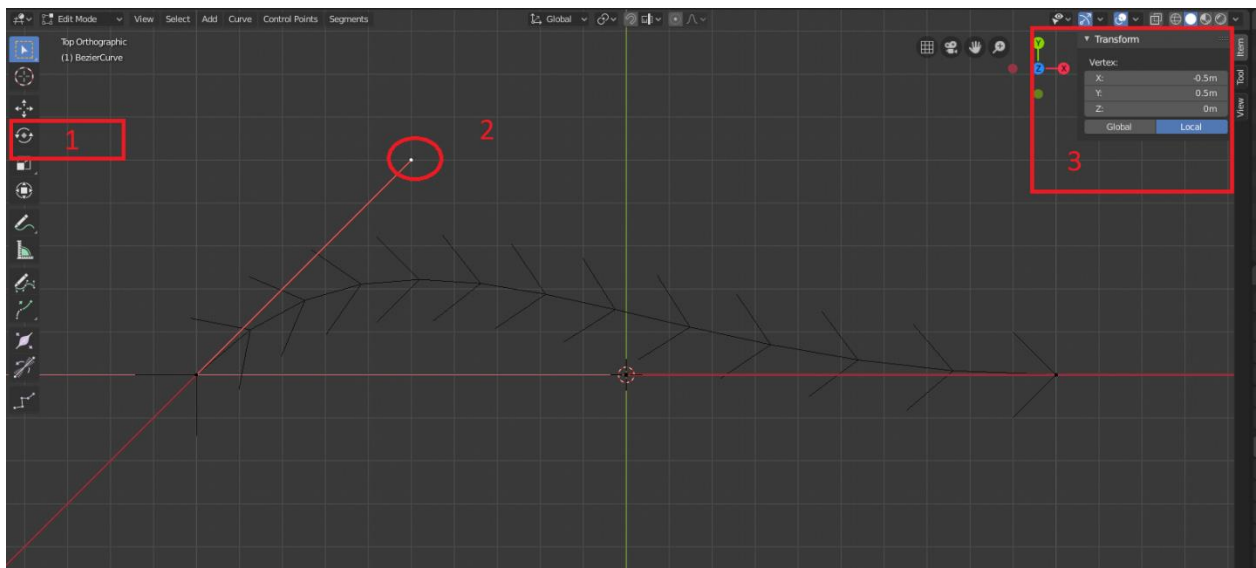 Edit Mode View Select Add Curve Control Points Segments Global
Top Orthographic
(1) BezierCurve
Y
Z X
Transform
Vertex:
X: -0.5m
Y: 0.5m
Z: 0m
Global Local
Item
Tool
View
1
2
3